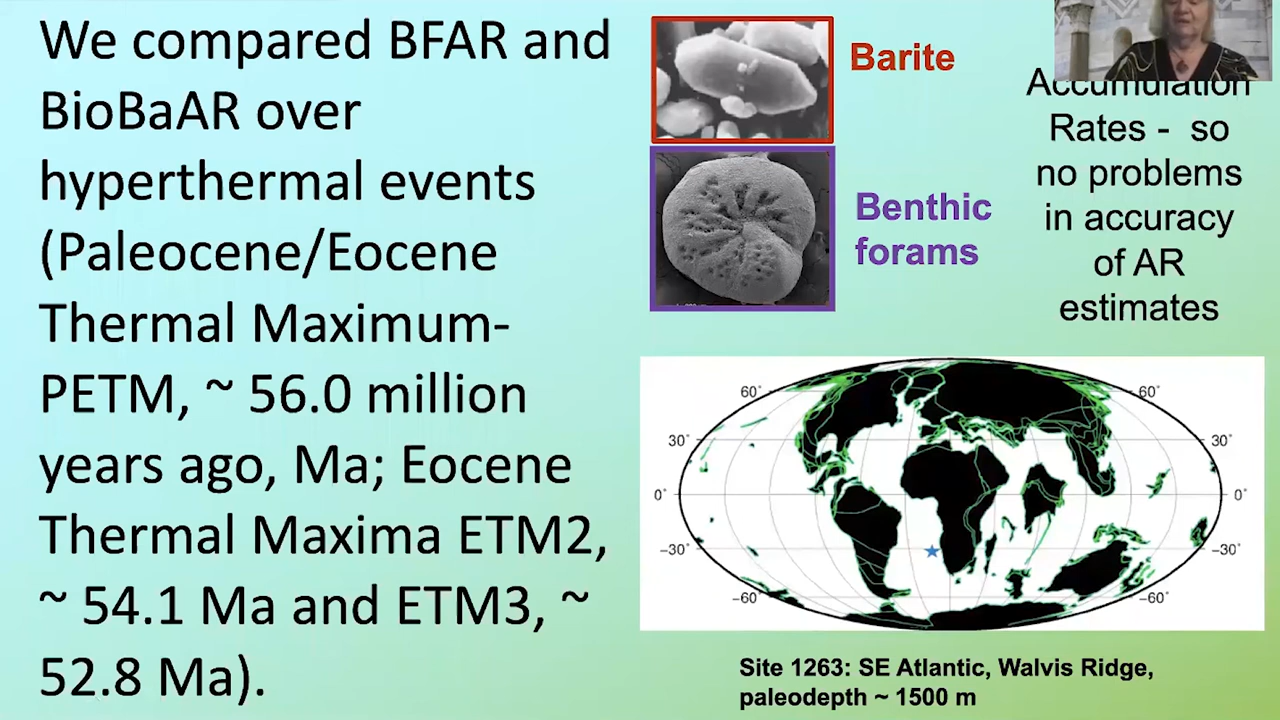 We compared BFAR and
BioBaAR over
hyperthermal events
(Paleocene/Eocene
Thermal Maximum-
PETM, ~ 56.0 million
years ago, Ma; Eocene
Thermal Maxima ETM2,
~ 54.1 Ma and ETM3, ~
52.8 Ma).
Barite
Benthic
forams
Accumulation
Rates - so
no problems
in accuracy
of AR
estimates
60° 60°
30° 30°
0° 0°
−30° −30°
−60° −60°
Site 1263: SE Atlantic, Walvis Ridge,
paleodepth ~ 1500 m